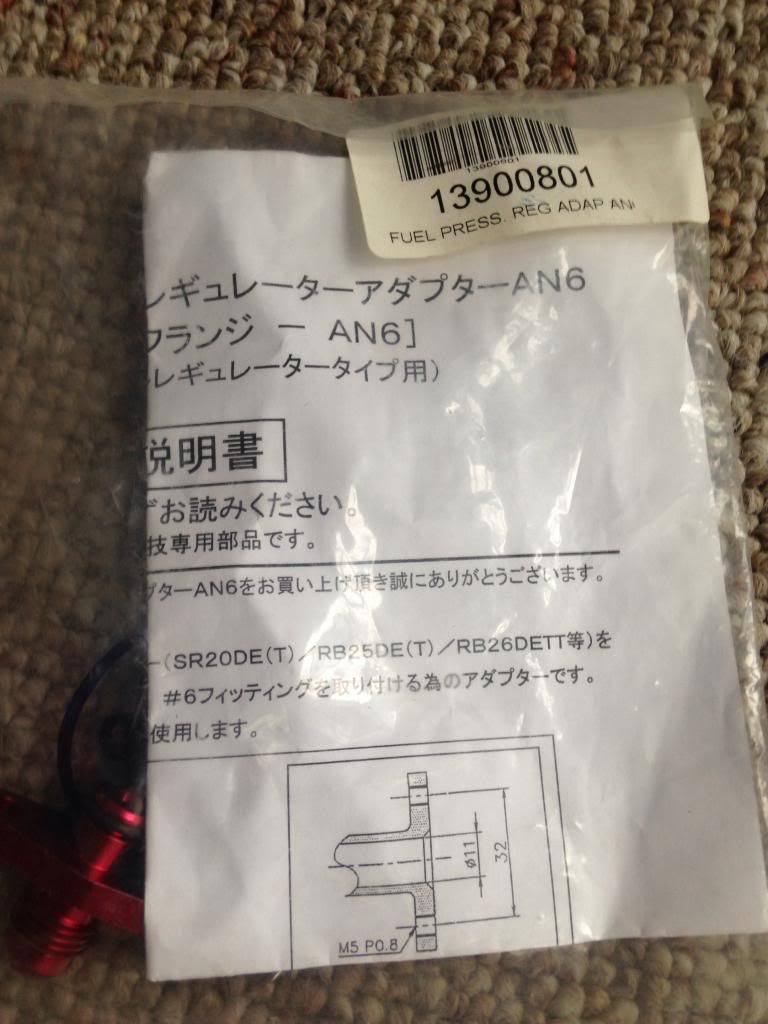 13900801
13900801
FUEL PRESS. REG ADAP AN
レギュレーターアダプターAN6
フランジ － AN6]
レギュレータータイプ用)
説明書
ずお読みください。
技専用部品です。
プターAN6をお買い上げ頂き誠にありがとうございます。
ー(SR20DE(T)／RB25DE(T)／RB26DETT等)を
#6フィッティングを取り付ける為のアダプターです。
使用します。
ø11
32
M5 P0.8